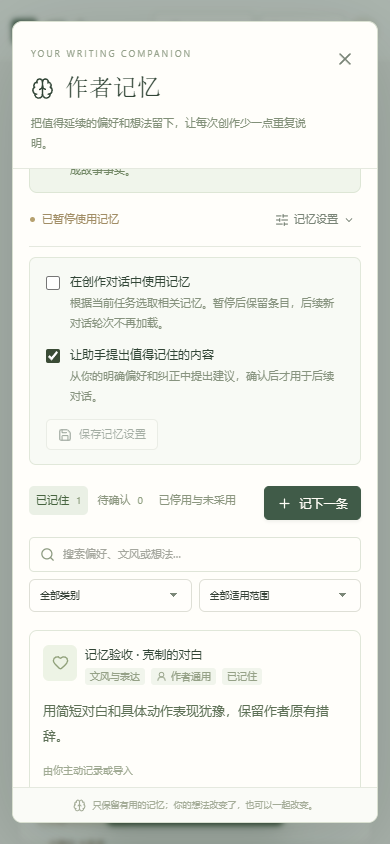 YOUR WRITING COMPANION
作者记忆
把值得延续的偏好和想法留下，让每次创作少一点重复说
明。
成故事事实。
已暂停使用记忆
记忆设置
在创作对话中使用记忆
根据当前任务选取相关记忆。暂停后保留条目，后续新
对话轮次不再加载。
让助手提出值得记住的内容
从你的明确偏好和纠正中提出建议，确认后才用于后续
对话。
保存记忆设置
已记住 1 待确认 0 已停用与未采用
记下一条
搜索偏好、文风或想法...
全部类别 全部适用范围
记忆验收 · 克制的对白
文风与表达 作者通用 已记住
用简短对白和具体动作表现犹豫，保留作者原有措
辞。
由你主动记录或导入
只保留有用的记忆；你的想法改变了，也可以一起改变。